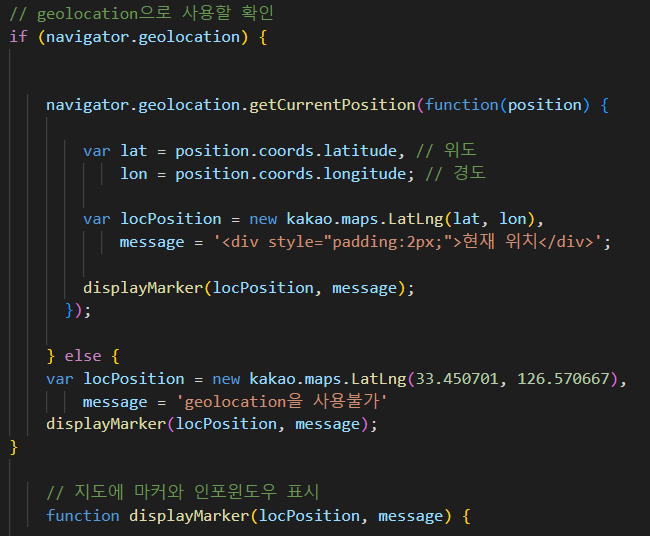 // geolocation으로 사용할 확인
if (navigator.geolocation) {
navigator.geolocation.getCurrentPosition(function(position) {
var lat = position.coords.latitude, // 위도
lon = position.coords.longitude; // 경도
var locPosition = new kakao.maps.LatLng(lat, lon),
message = '<div style="padding:2px;">현재 위치</div>';
displayMarker(locPosition, message);
});
} else {
var locPosition = new kakao.maps.LatLng(33.450701, 126.570667),
message = 'geolocation을 사용불가'
displayMarker(locPosition, message);
}
// 지도에 마커와 인포윈도우 표시
function displayMarker(locPosition, message) {